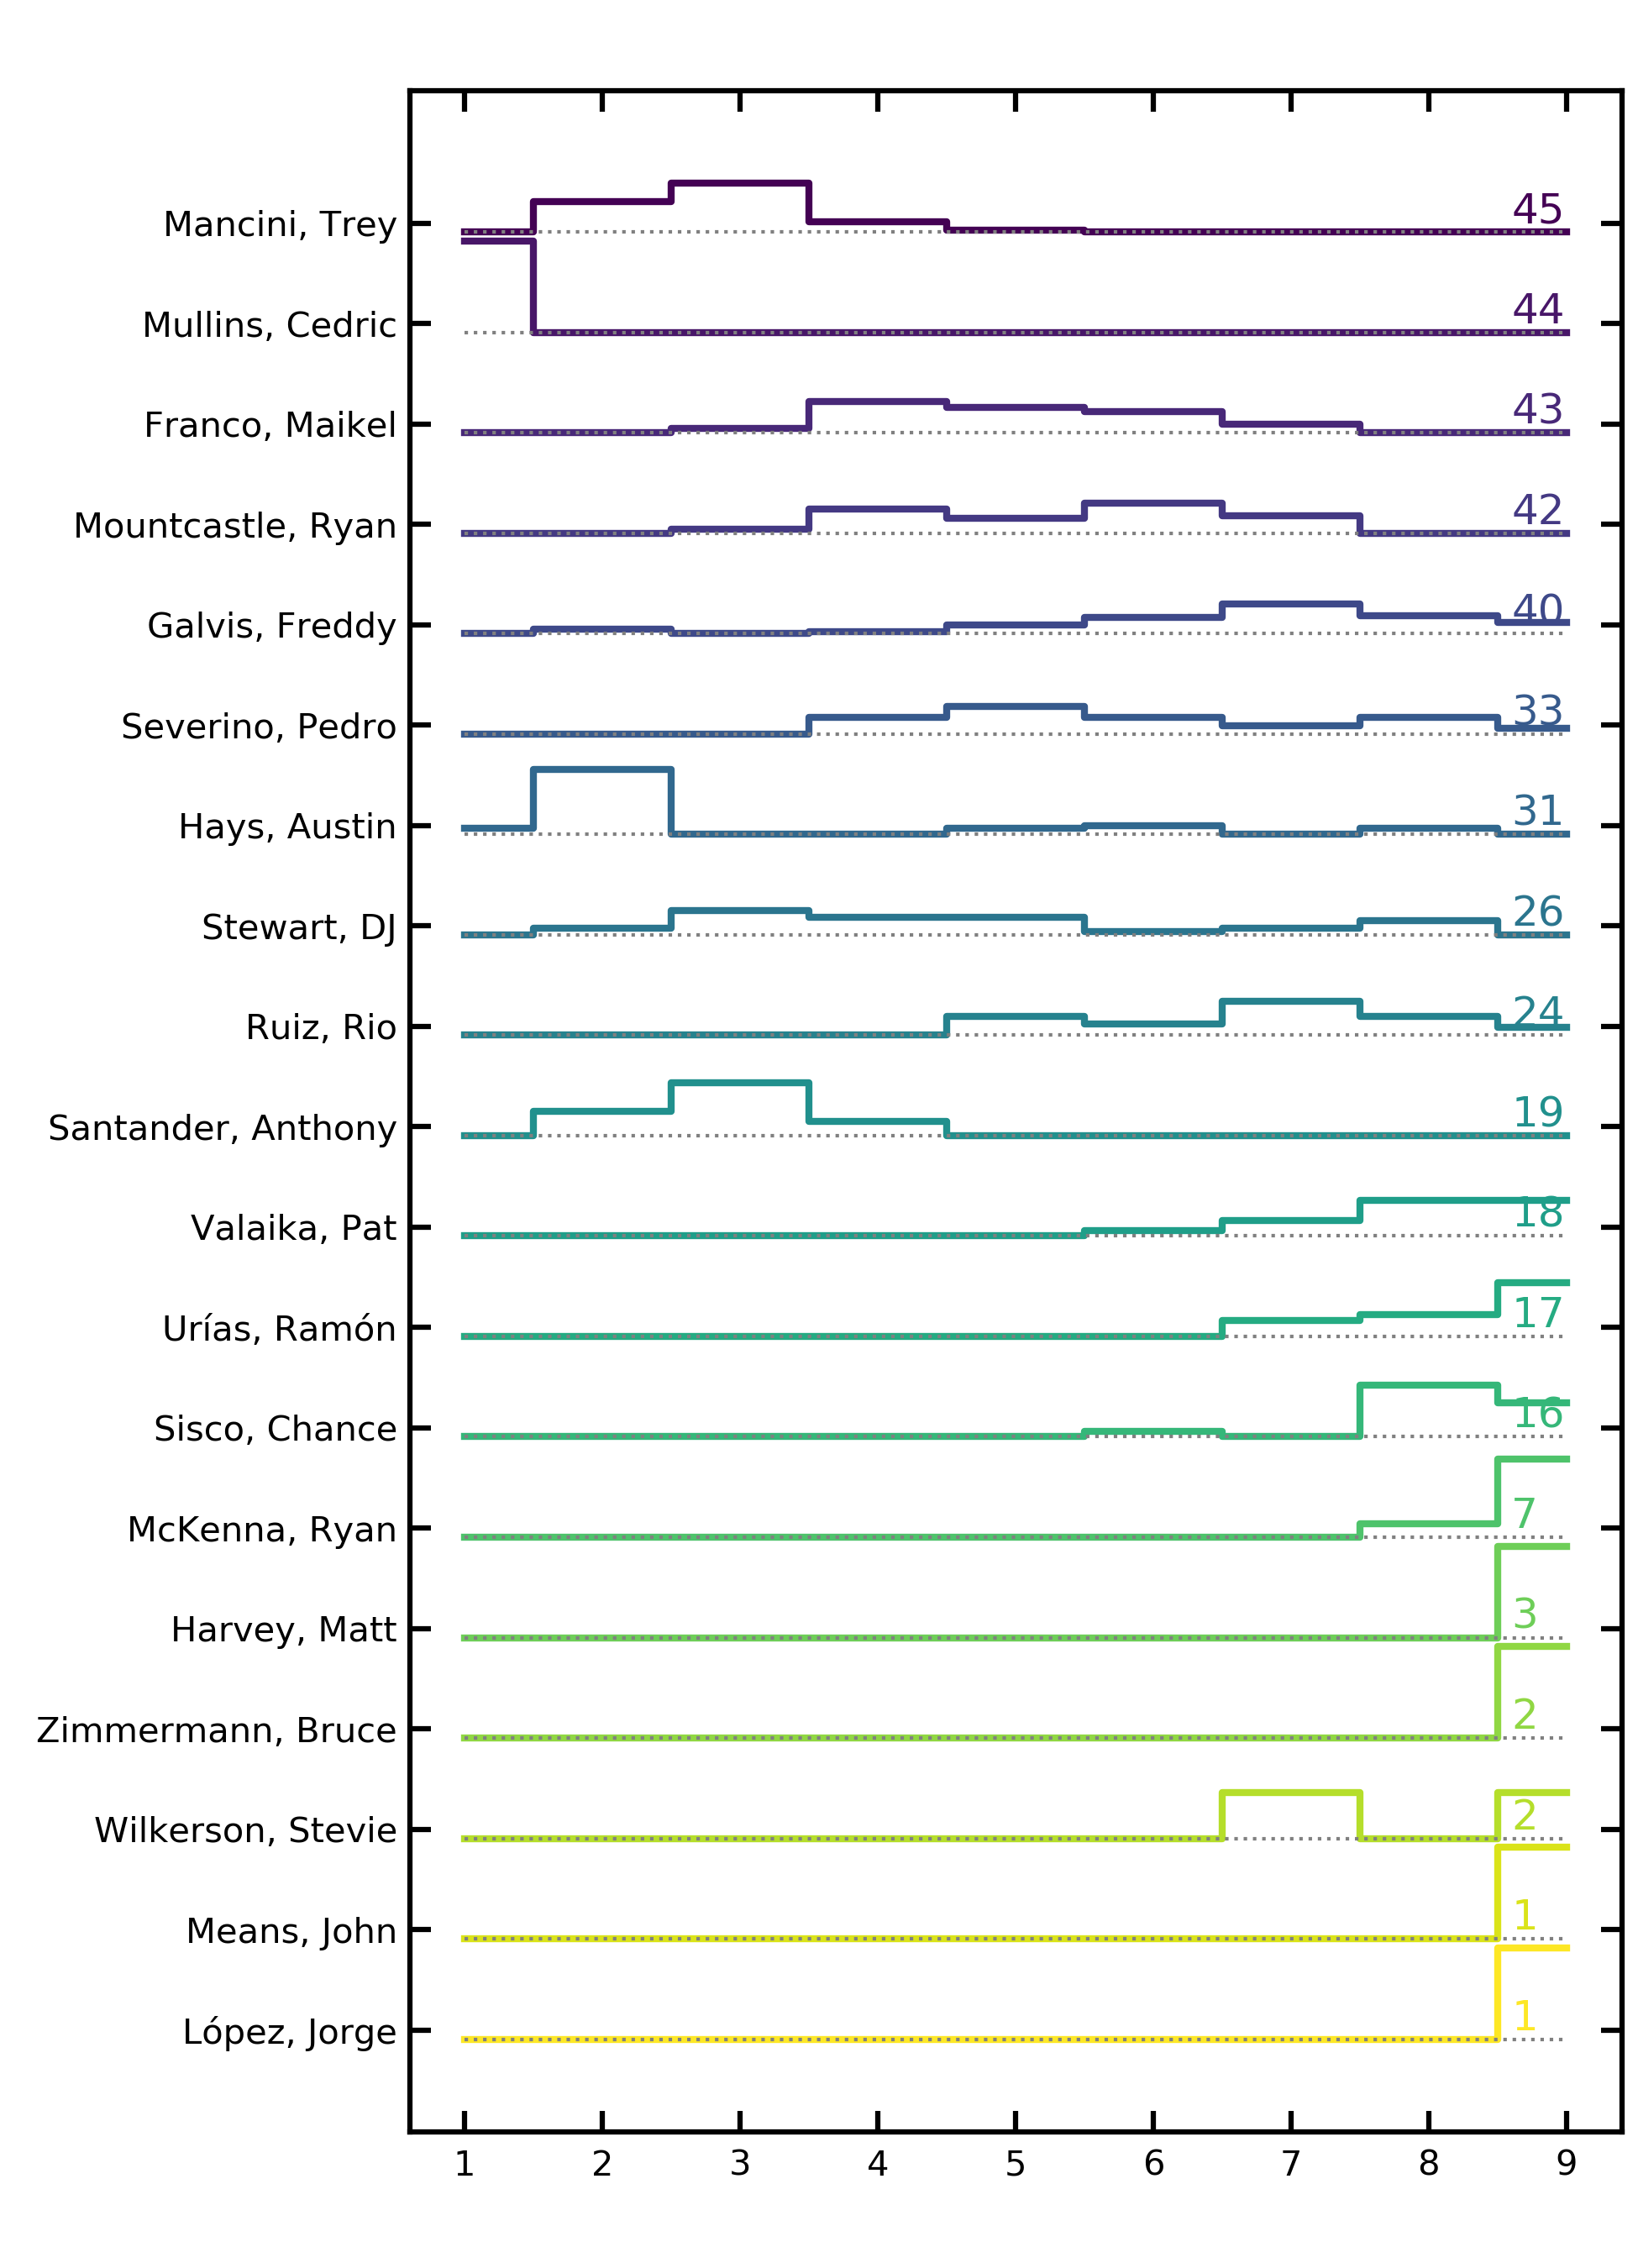 Mancini, Trey 45
Mullins, Cedric 44
Franco, Maikel 43
Mountcastle, Ryan 42
Galvis, Freddy 40
Severino, Pedro 33
Hays, Austin 31
Stewart, DJ 26
Ruiz, Rio 24
Santander, Anthony 19
Valaika, Pat 18
Urías, Ramón 17
Sisco, Chance 16
McKenna, Ryan 7
Harvey, Matt 3
Zimmermann, Bruce 2
Wilkerson, Stevie 2
Means, John 1
López, Jorge 1
1 2 3 4 5 6 7 8 9